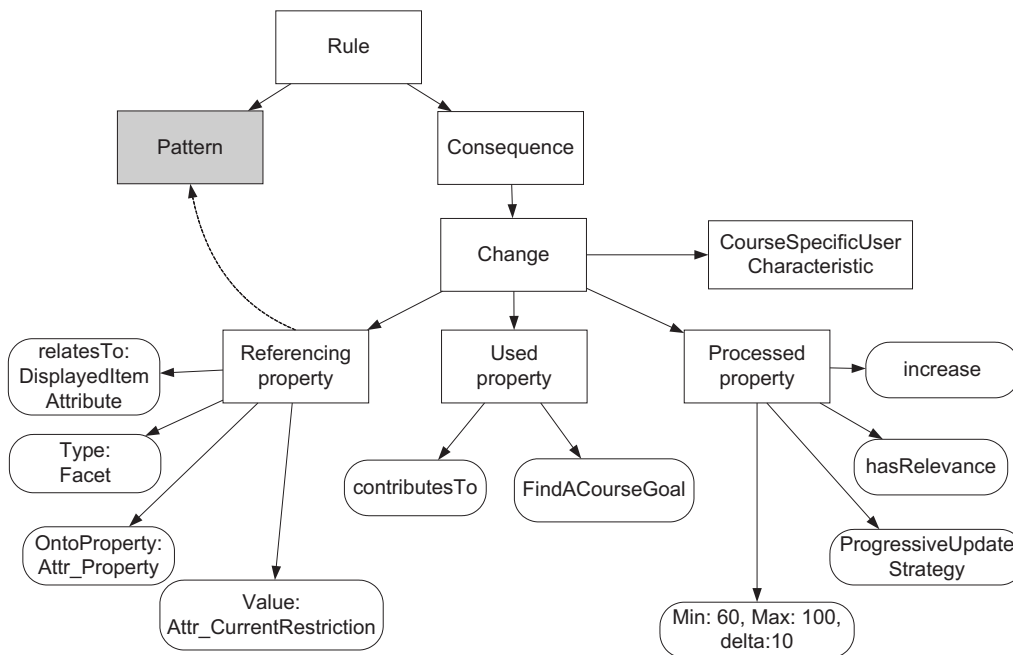 Rule
Pattern
Consequence
Change
CourseSpecificUser
Characteristic
Referencing
property
Used
property
Processed
property
relatesTo:
DisplayedItem
Attribute
increase
Type:
Facet
contributesTo
FindACourseGoal
hasRelevance
OntoProperty:
Attr_Property
ProgressiveUpdate
Strategy
Value:
Attr_CurrentRestriction
Min: 60, Max: 100,
delta:10